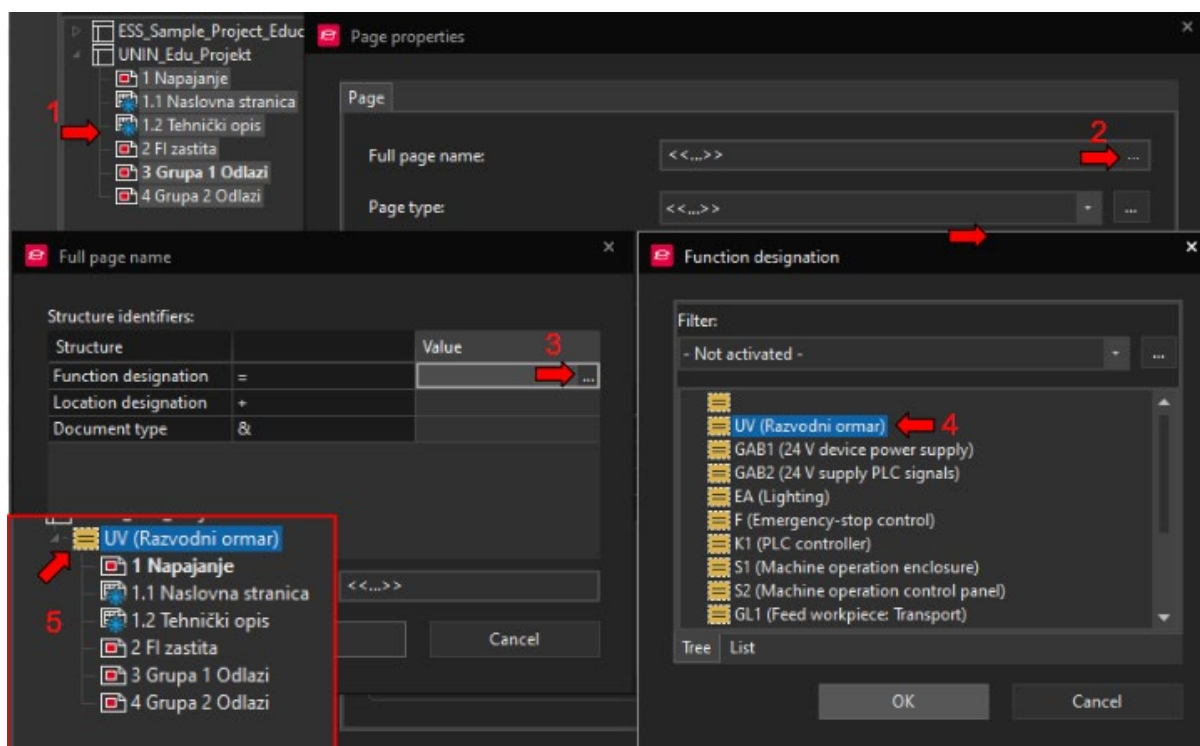 ESS_Sample_Project_Educ
UNIN_Edu_Projekt
1 Napajanje
1.1 Naslovna stranica
1.2 Tehnički opis
2 FI zastita
3 Grupa 1 Odlazi
4 Grupa 2 Odlazi
1
Page properties
Page
Full page name:
<<...>>
2
...
Page type:
<<...>>
...
Full page name
Structure identifiers:
Structure
Value
3
Function designation
=
...
Location designation
+
Document type
&
<<...>>
Cancel
UV (Razvodni ormar)
1 Napajanje
1.1 Naslovna stranica
1.2 Tehnički opis
2 FI zastita
3 Grupa 1 Odlazi
4 Grupa 2 Odlazi
5
Function designation
Filter:
- Not activated -
...
UV (Razvodni ormar)
4
GAB1 (24 V device power supply)
GAB2 (24 V supply PLC signals)
EA (Lighting)
F (Emergency-stop control)
K1 (PLC controller)
S1 (Machine operation enclosure)
S2 (Machine operation control panel)
GL1 (Feed workpiece: Transport)
Tree
List
OK
Cancel